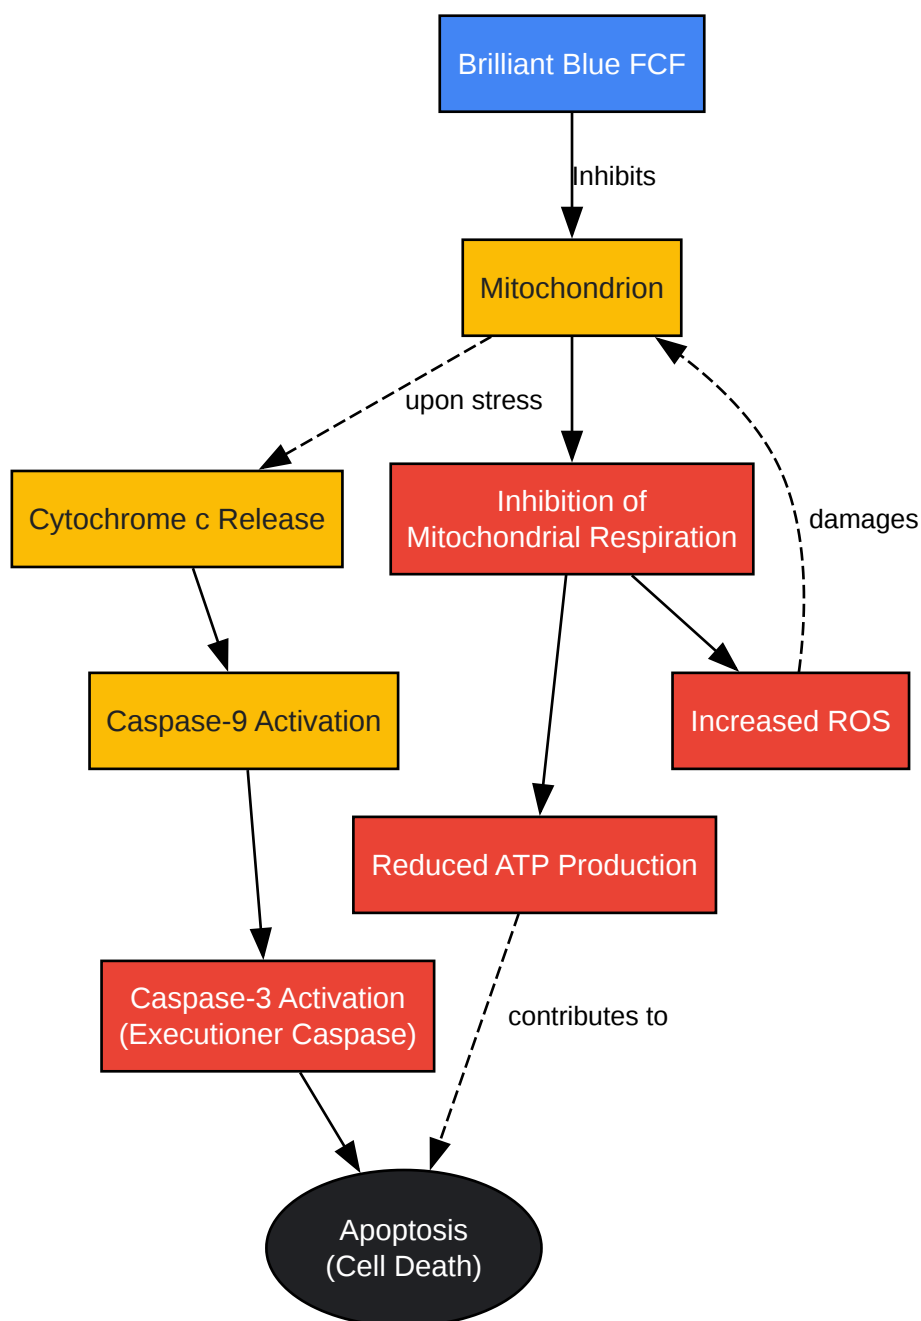 Brilliant Blue FCF
Inhibits
Mitochondrion
upon stress
Cytochrome c Release
Inhibition of
Mitochondrial Respiration
damages
Caspase-9 Activation
Increased ROS
Reduced ATP Production
Caspase-3 Activation
(Executioner Caspase)
contributes to
Apoptosis
(Cell Death)